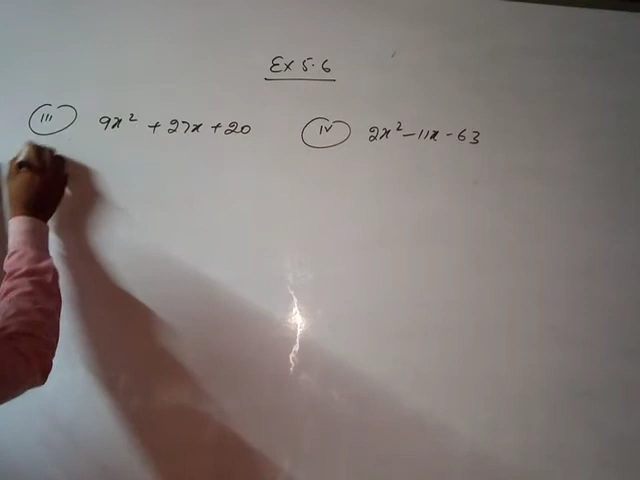 Ex 5.6
(III) 9x² + 27x + 20
(IV) 2x² - 11x - 63